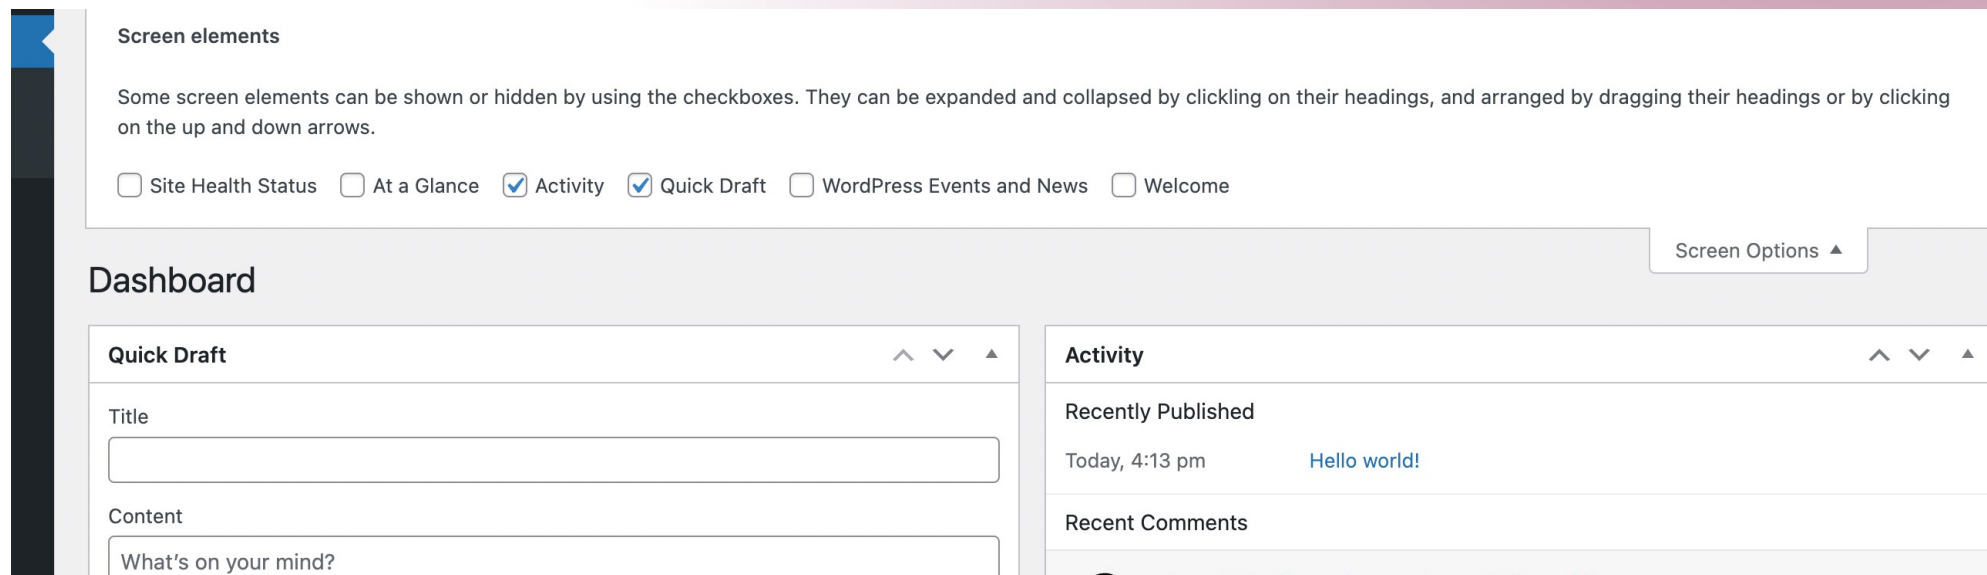 Screen elements
Some screen elements can be shown or hidden by using the checkboxes. They can be expanded and collapsed by clickling on their headings, and arranged by dragging their headings or by clicking
on the up and down arrows.
Site Health Status At a Glance Activity Quick Draft WordPress Events and News Welcome
Screen Options
Dashboard
Quick Draft
Title
Content
What's on your mind?
Activity
Recently Published
Today, 4:13 pm Hello world!
Recent Comments